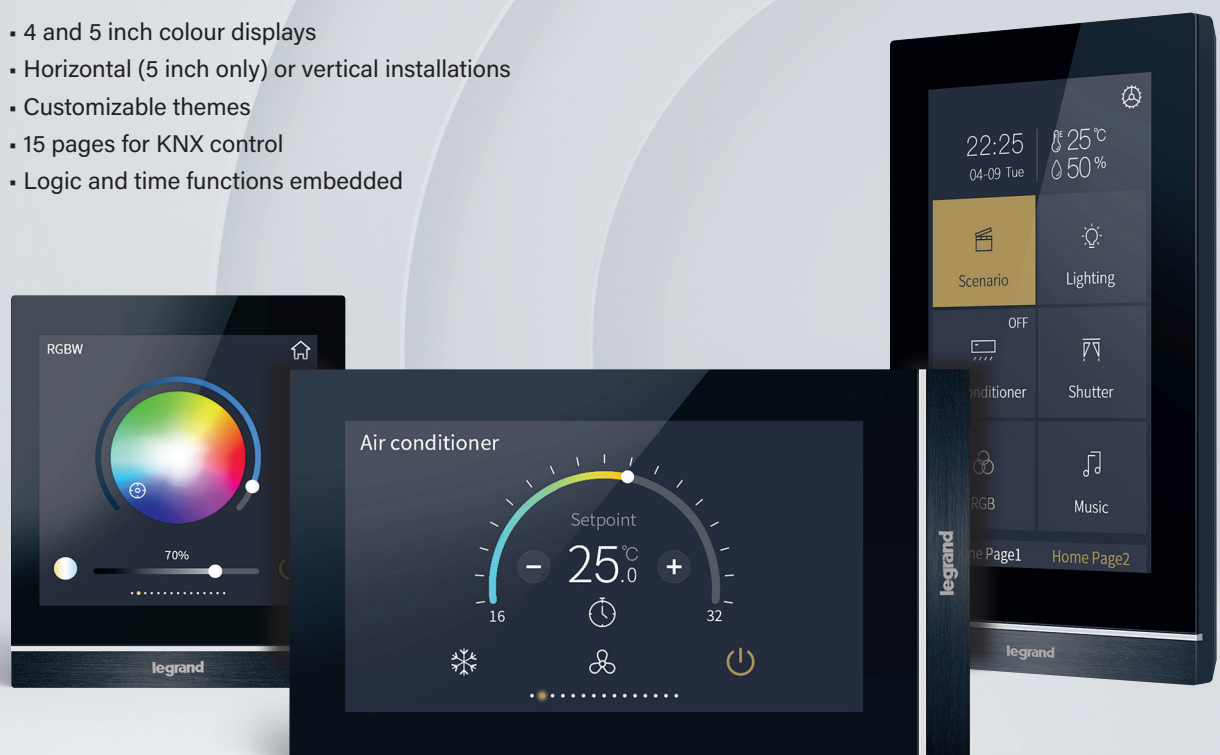 ▪ 4 and 5 inch colour displays
▪ Horizontal (5 inch only) or vertical installations
▪ Customizable themes
▪ 15 pages for KNX control
▪ Logic and time functions embedded
RGBW
70%
legrand
Air conditioner
Setpoint
25.0 °C
16
32
legrand
22:25
04-09 Tue
25 °C
50 %
Scenario
Lighting
OFF
Shutter
RGB
Music
Page1
Home Page2
legrand